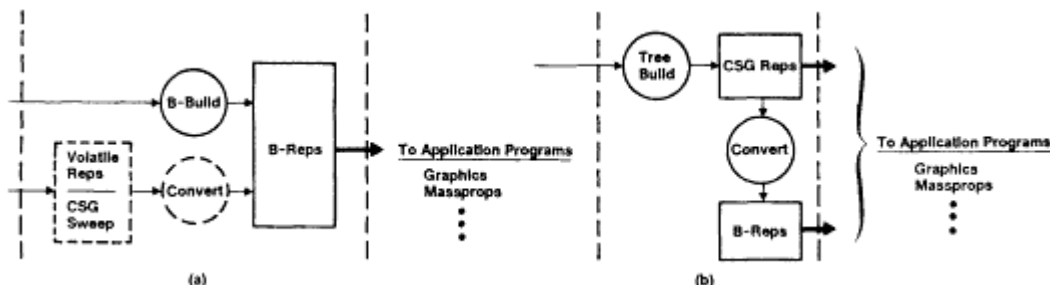 B-Build
Volatile
Reps
CSG
Sweep
Convert
B-Reps
To Application Programs
Graphics
Massprops
(a)
Tree
Build
CSG Reps
Convert
B-Reps
To Application Programs
Graphics
Massprops
(b)